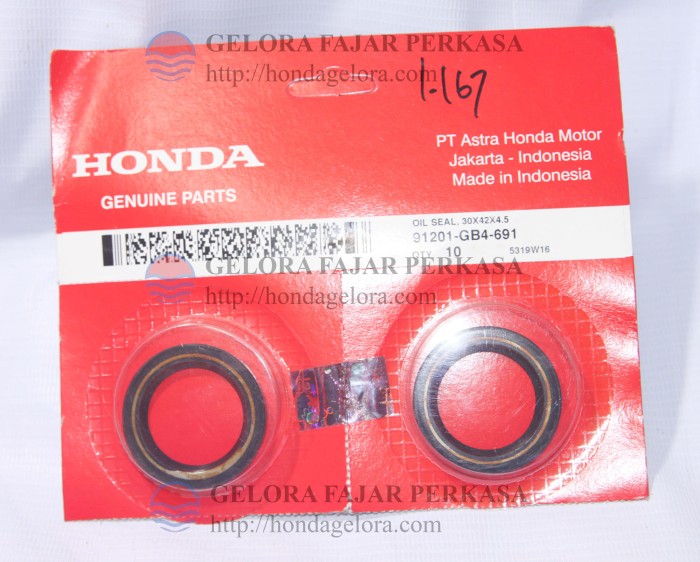 GELORA FAJAR PERKASA
http://hondagelora.com
1.167
HONDA
GENUINE PARTS
PT Astra Honda Motor
Jakarta - Indonesia
Made in Indonesia
OIL SEAL, 30X42X4.5
91201-GB4-691
QTY 10 5319W16
GELORA FAJAR PERKASA
http://hondagelora.com
GELORA FAJAR PERKASA
http://hondagelora.com